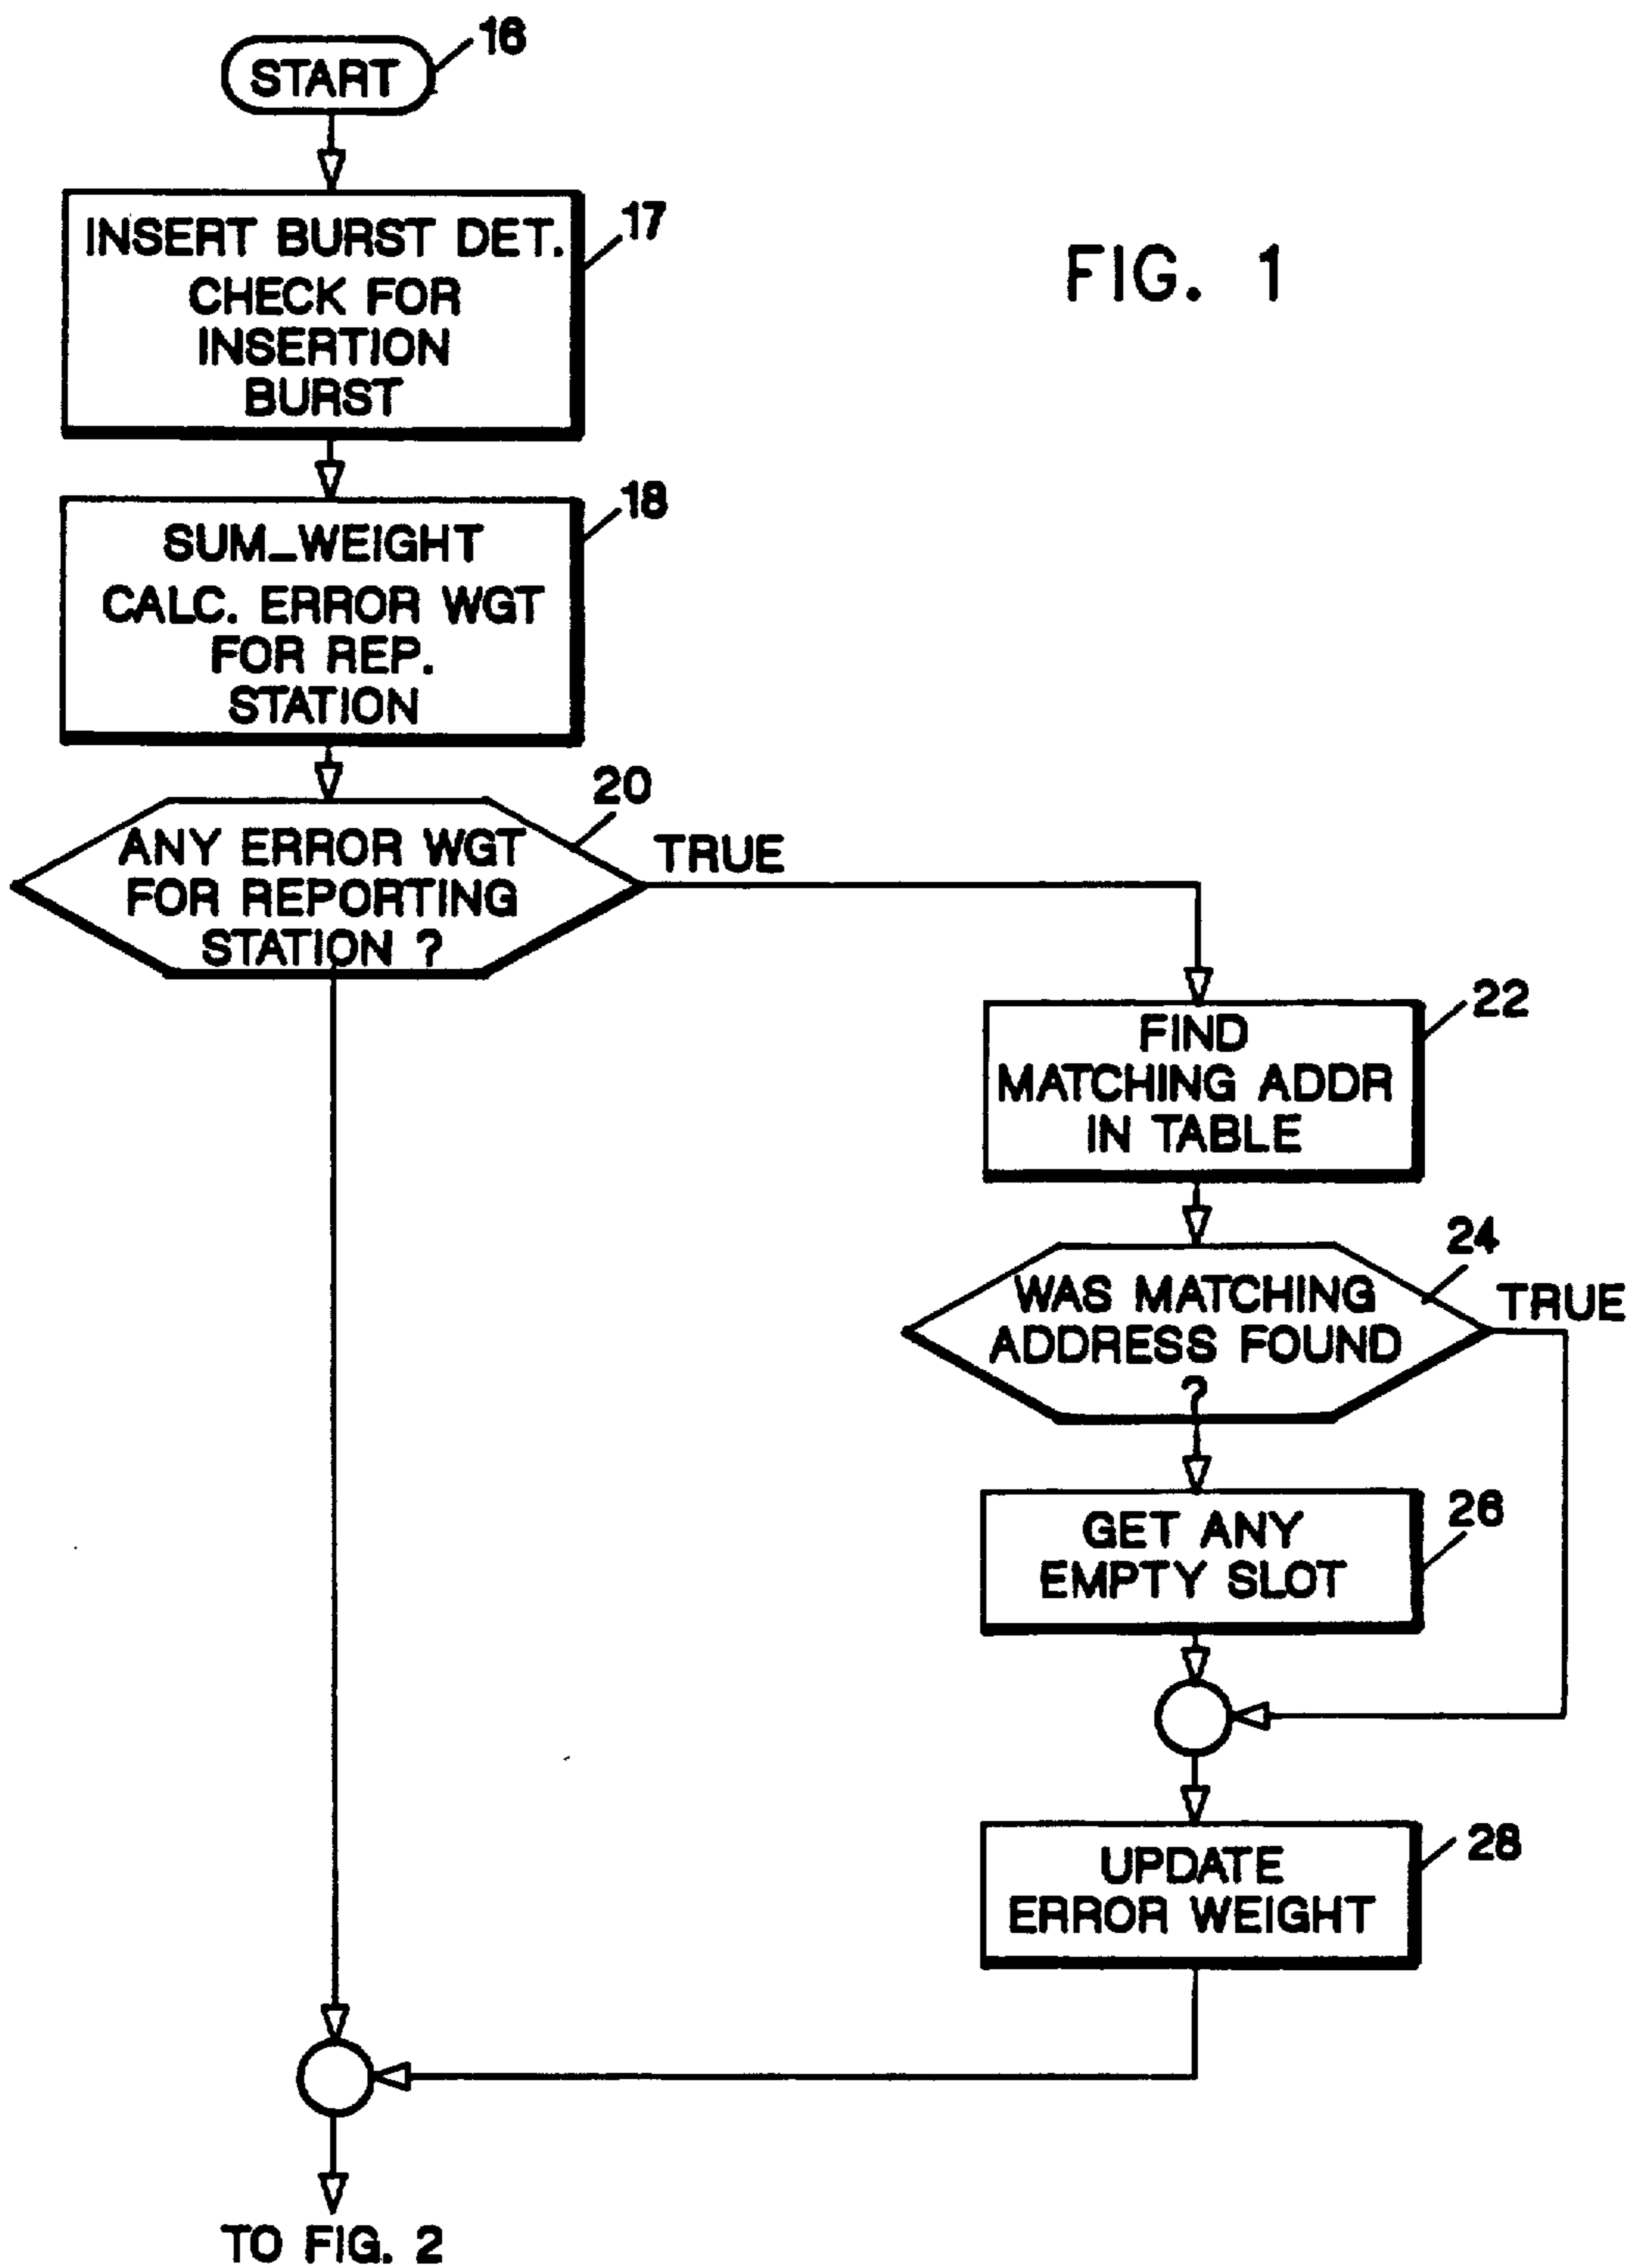 START
16
INSERT BURST DET.
CHECK FOR
INSERTION
BURST
17
FIG. 1
SUM_WEIGHT
CALC. ERROR WGT
FOR REP.
STATION
18
ANY ERROR WGT
FOR REPORTING
STATION ?
20
TRUE
FIND
MATCHING ADDR
IN TABLE
22
WAS MATCHING
ADDRESS FOUND
?
24
TRUE
GET ANY
EMPTY SLOT
26
UPDATE
ERROR WEIGHT
28
TO FIG. 2